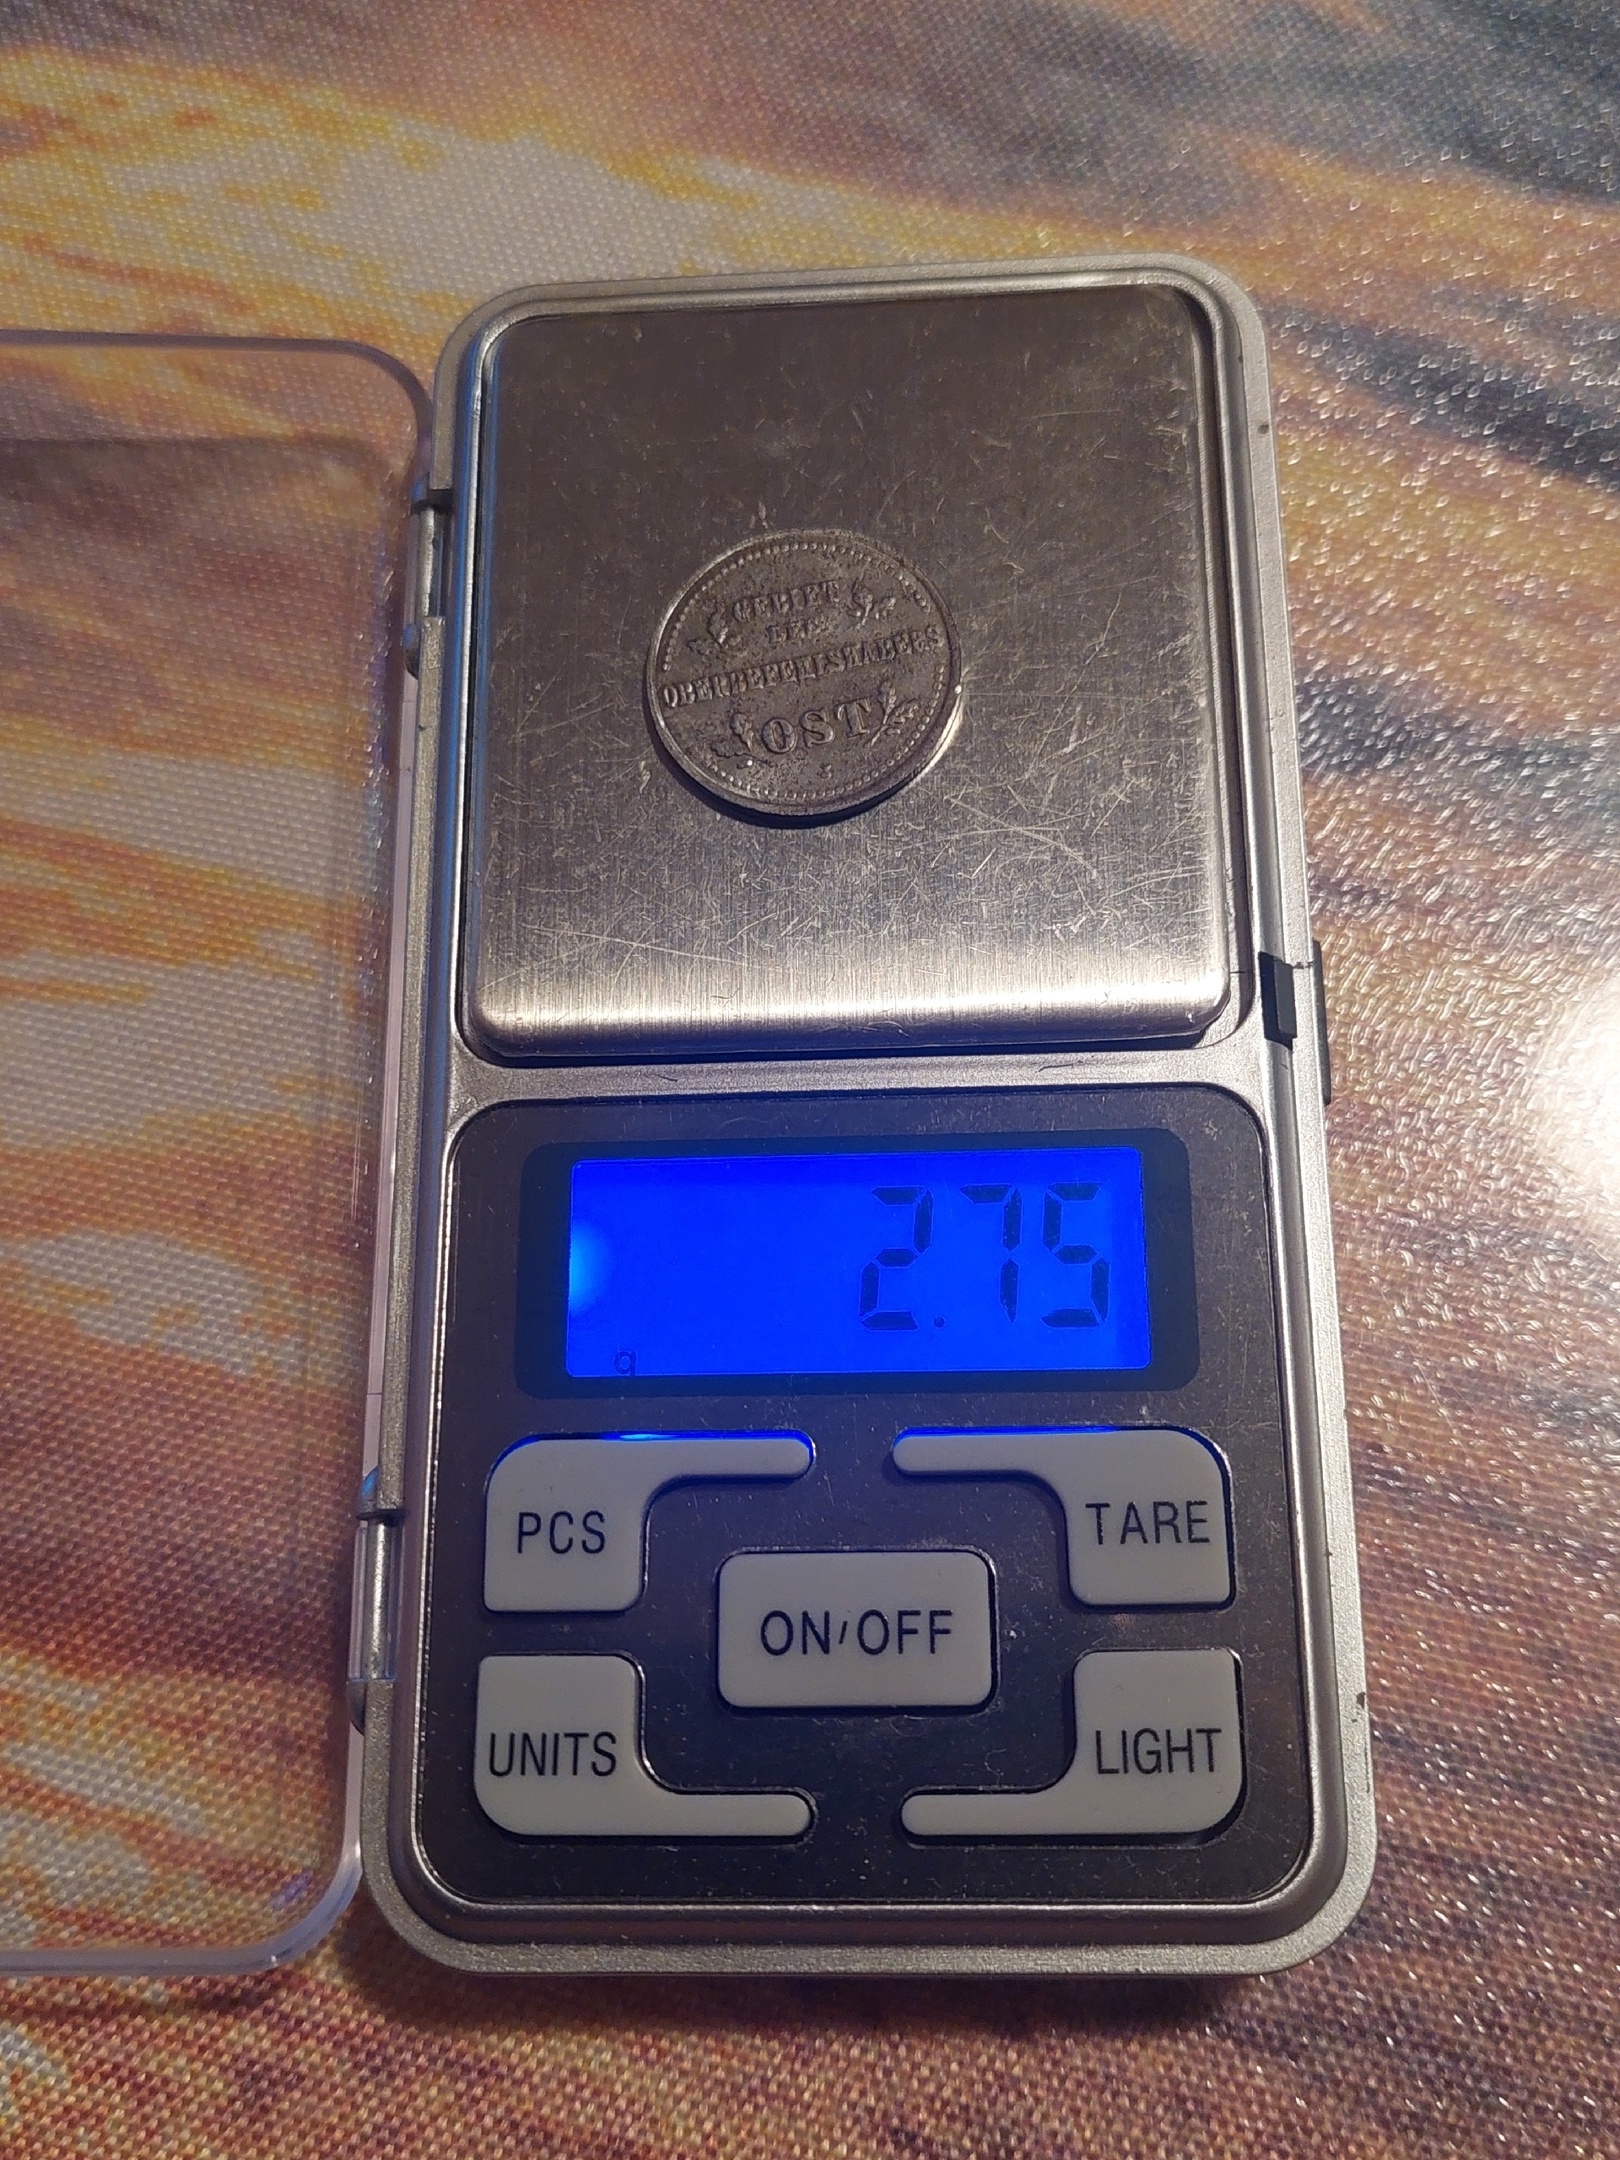 GEBIET
DES
OBERBEFEHLSHABERS
OST
2.75
g
PCS
TARE
ON/OFF
UNITS
LIGHT